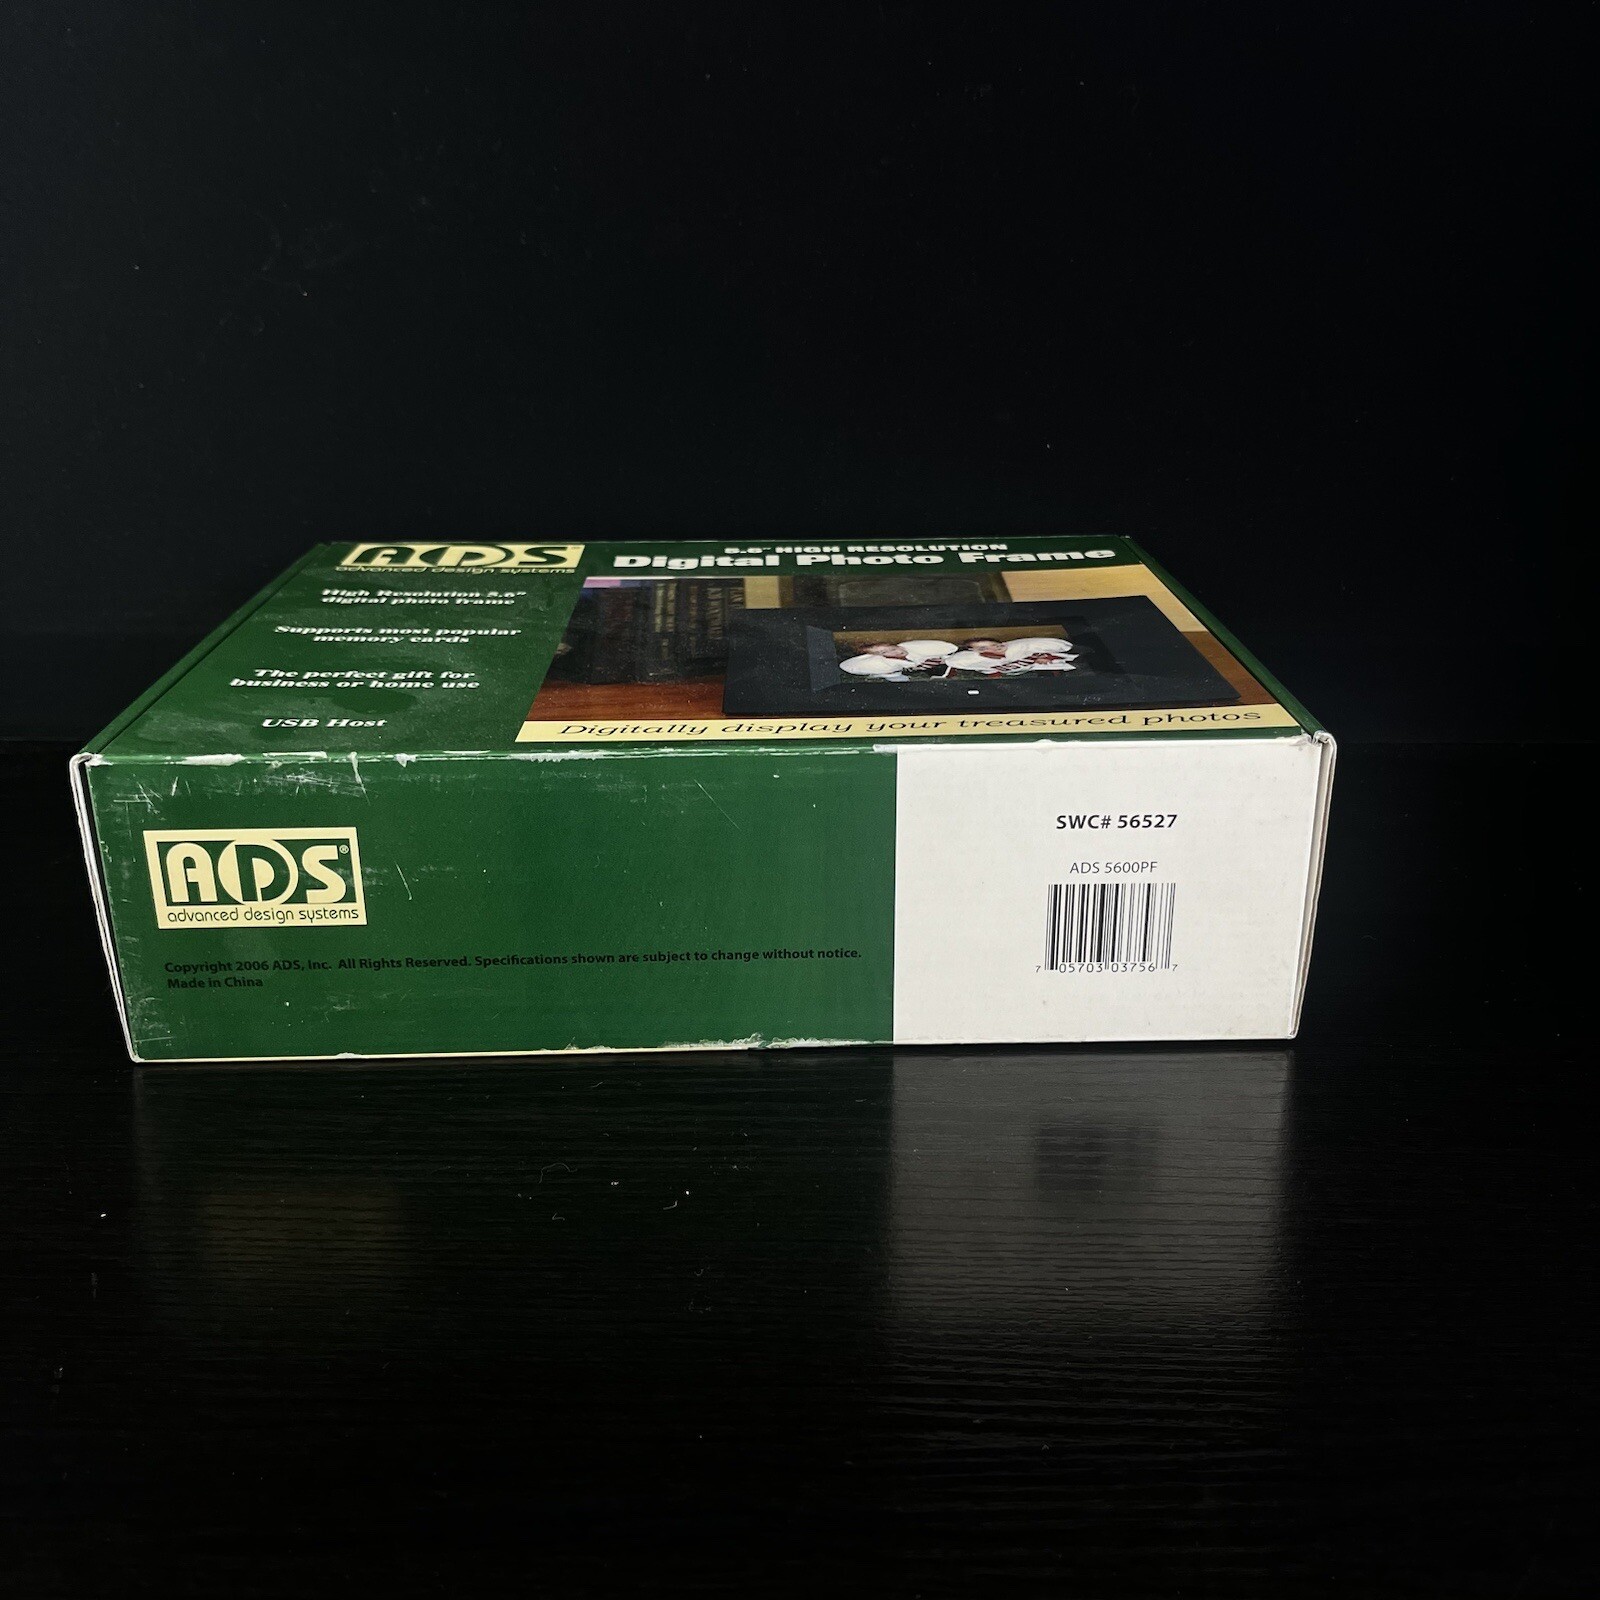 ADS
advanced design systems
5.6" HIGH RESOLUTION
Digital Photo Frame
High Resolution 5.6"
digital photo frame
Supports most popular
memory cards
The perfect gift for
business or home use
USB Host
Digitally display your treasured photos
ADS®
advanced design systems
Copyright 2006 ADS, Inc. All Rights Reserved. Specifications shown are subject to change without notice.
Made in China
SWC# 56527
ADS 5600PF
7 05703 03756 7